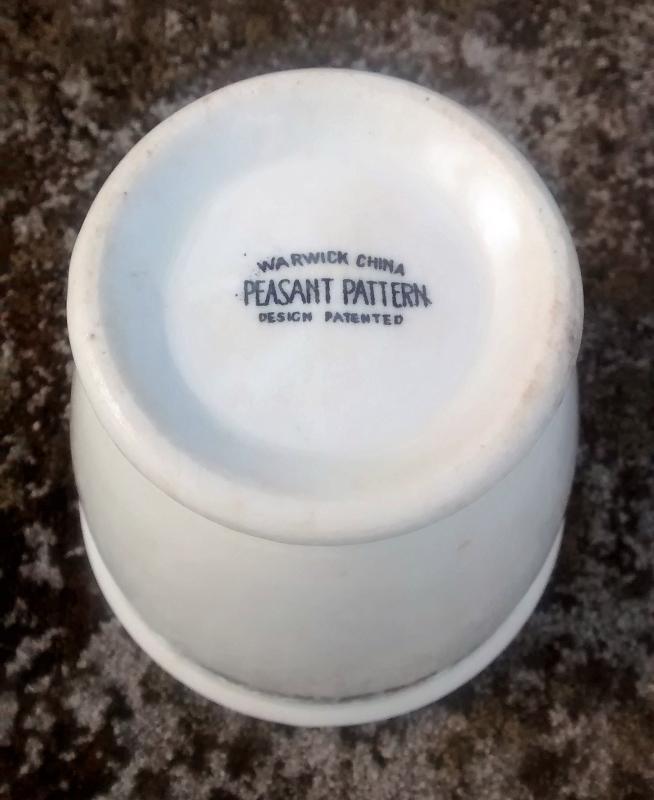 WARWICK CHINA
PEASANT PATTERN
DESIGN PATENTED